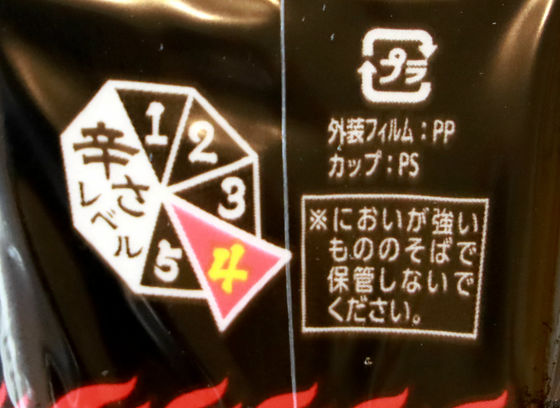 辛さ
レベル
1
2
3
4
5
プラ
外装フィルム：PP
カップ：PS
※においが強い
もののそばで
保管しないで
ください。